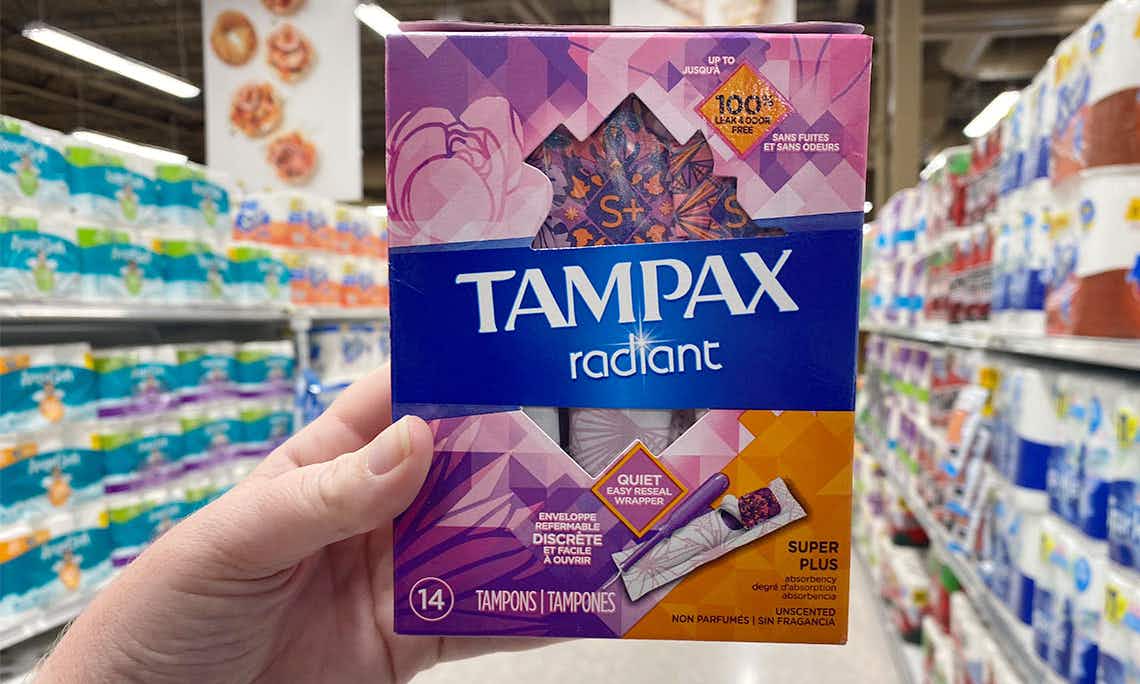 UP TO
JUSQU'À
100%
LEAK & ODOR
FREE
SANS FUITES
ET SANS ODEURS
S+
S
TAMPAX
radiant
QUIET
EASY RESEAL
WRAPPER
ENVELOPPE
REFERMABLE
DISCRÈTE
ET FACILE
À OUVRIR
SUPER
PLUS
absorbency
degré d'absorption
absorbencia
14
TAMPONS | TAMPONES
UNSCENTED
NON PARFUMÉS | SIN FRAGANCIA